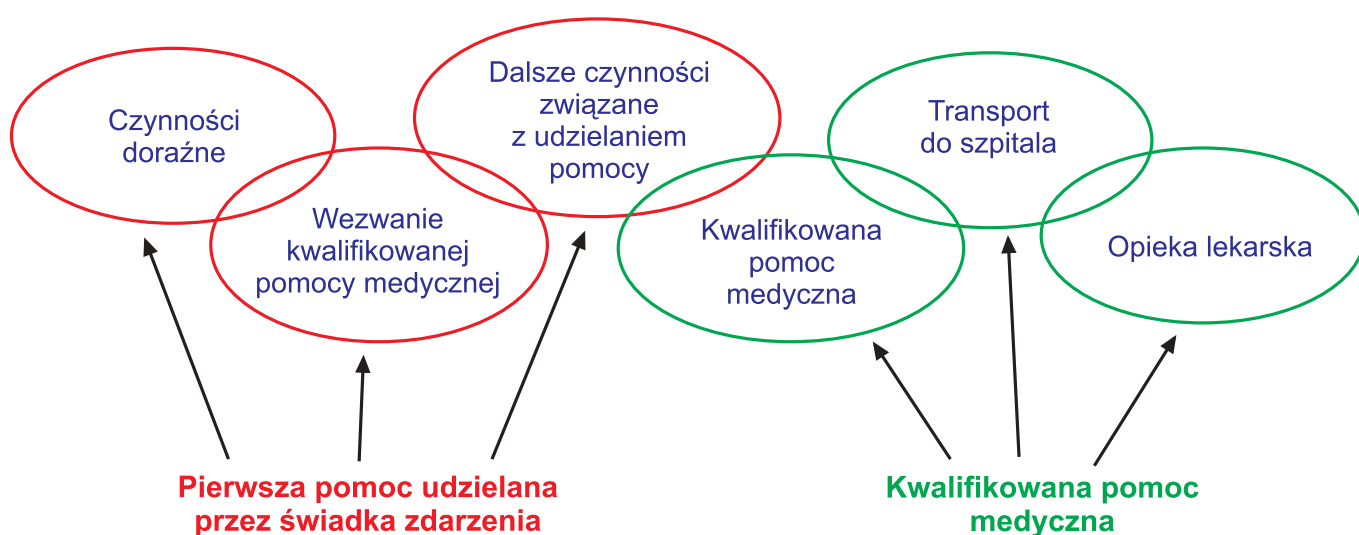 Czynności
doraźne
Wezwanie
kwalifikowanej
pomocy medycznej
Dalsze czynności
związane
z udzielaniem
pomocy
Kwalifikowana
pomoc
medyczna
Transport
do szpitala
Opieka lekarska
Pierwsza pomoc udzielana
przez świadka zdarzenia
Kwalifikowana pomoc
medyczna